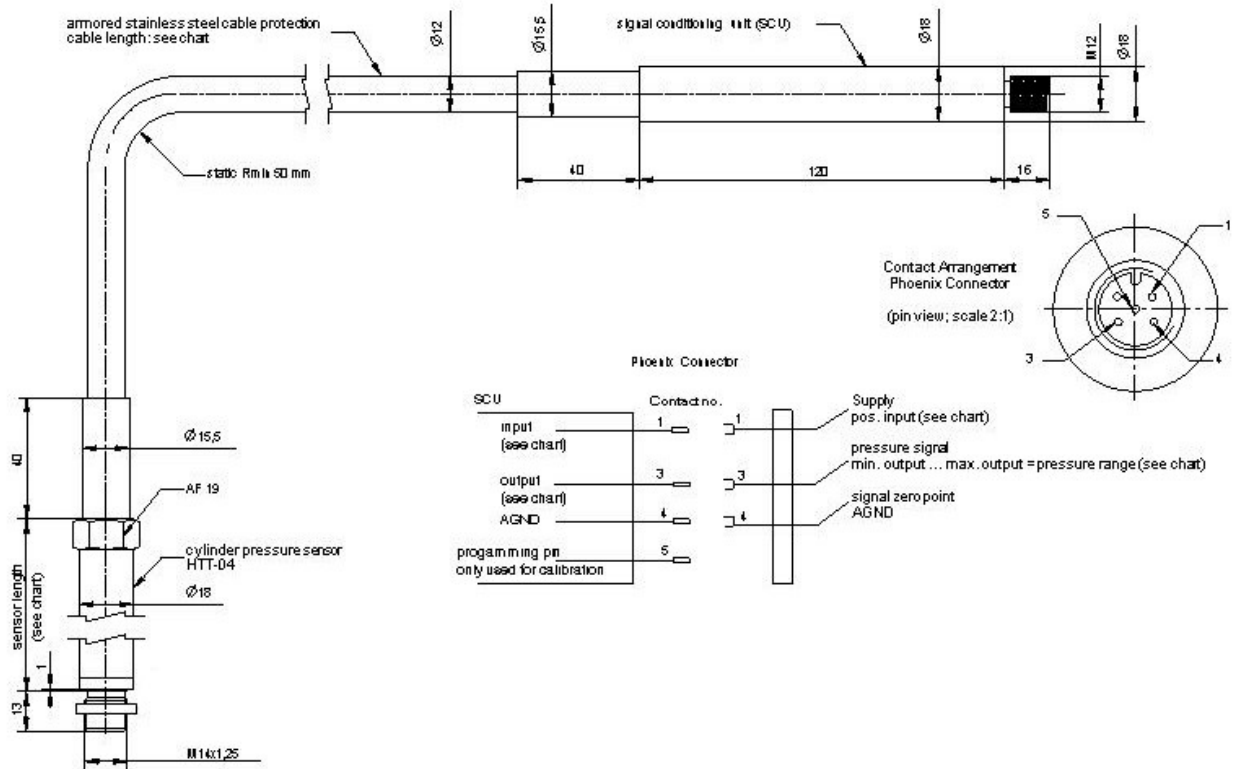 armored stainless steel cable protection
cable length: see chart
Ø12
Ø15,5
signal conditioning unit (SCU)
Ø18
M12
Ø18
static Rmin 50 mm
40
120
16
5
1
Contact Arrangement
Phoenix Connector
(pin view; scale 2:1)
3
4
Phoenix Connector
SCU
Contact no.
input
(see chart)
1
1
Supply
pos. input (see chart)
output
(see chart)
3
3
pressure signal
min. output ... max. output = pressure range (see chart)
AGND
4
4
signal zero point
AGND
progamming pin
only used for calibration
5
40
Ø15,5
AF 19
cylinder pressure sensor
HTT-04
Ø18
sensor length
(see chart)
1
13
M14x1,25